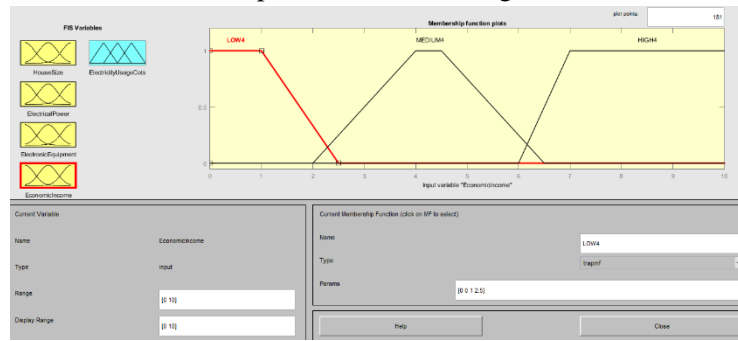 FIS Variables
Membership function plots
plot points:
181
HouseSize
ElectricityUsageCots
ElectricalPower
ElectronicEquipment
EconomicIncome
LOW4
MEDIUM4
HIGH4
1
0.5
0
0 1 2 3 4 5 6 7 8 9 10
input variable "EconomicIncome"
Current Variable
Name EconomicIncome
Type input
Range [0 10]
Display Range [0 10]
Current Membership Function (click on MF to select)
Name LOW4
Type trapmf
Params [0 0 1 2.5]
Help Close